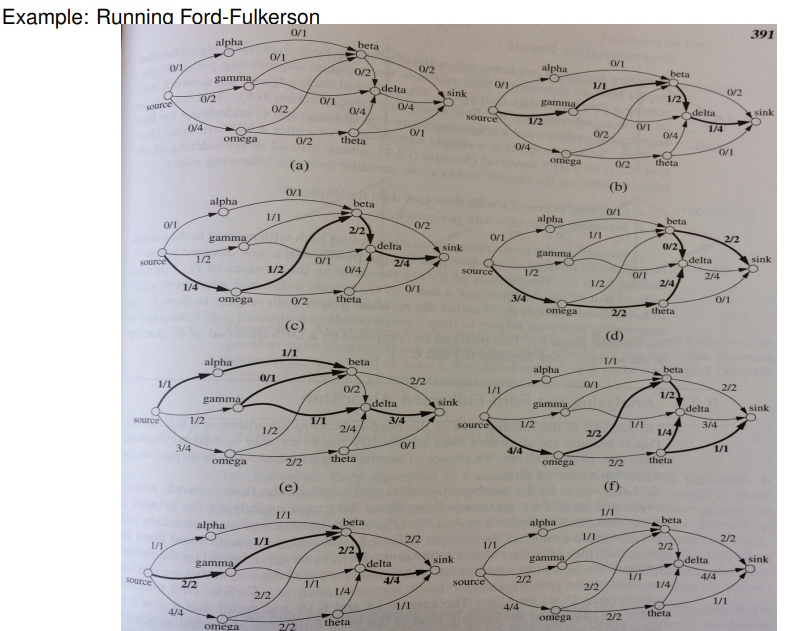 Example: Running Ford-Fulkerson
391
0/1
alpha
beta
0/1
0/1
0/2
0/2
gamma
delta
sink
source
0/2
0/1
0/4
0/2
0/4
0/4
0/1
omega
theta
0/2
(a)
0/1
alpha
beta
0/1
1/1
0/2
1/2
gamma
delta
sink
source
1/2
0/1
1/4
0/2
0/4
0/4
0/1
omega
theta
0/2
(b)
0/1
alpha
beta
0/1
1/1
0/2
2/2
gamma
delta
sink
source
1/2
0/1
2/4
1/2
0/4
1/4
0/1
omega
theta
0/2
(c)
0/1
alpha
beta
0/1
1/1
2/2
0/2
gamma
delta
sink
source
1/2
0/1
2/4
1/2
2/4
3/4
0/1
omega
theta
2/2
(d)
1/1
alpha
beta
1/1
0/1
2/2
0/2
gamma
delta
sink
source
1/2
1/1
3/4
1/2
2/4
3/4
0/1
omega
theta
2/2
(e)
1/1
alpha
beta
1/1
0/1
2/2
1/2
gamma
delta
sink
source
1/2
1/1
3/4
2/2
1/4
4/4
1/1
omega
theta
2/2
(f)
1/1
alpha
beta
1/1
1/1
2/2
2/2
gamma
delta
sink
source
2/2
1/1
4/4
2/2
1/4
4/4
1/1
omega
theta
2/2
1/1
alpha
beta
1/1
1/1
2/2
2/2
gamma
delta
sink
source
2/2
1/1
4/4
2/2
1/4
4/4
1/1
omega
theta
2/2